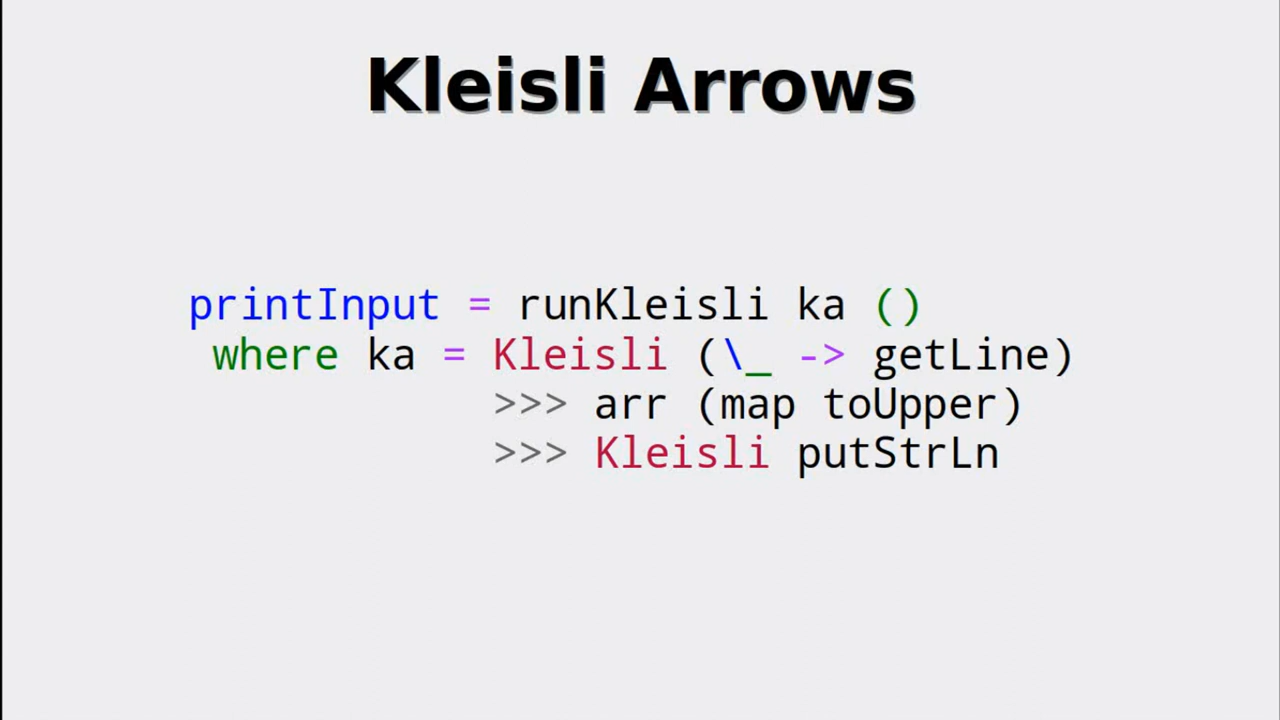 Kleisli Arrows
printInput = runKleisli ka ()
where ka = Kleisli (\_ -> getLine)
>>> arr (map toUpper)
>>> Kleisli putStrLn